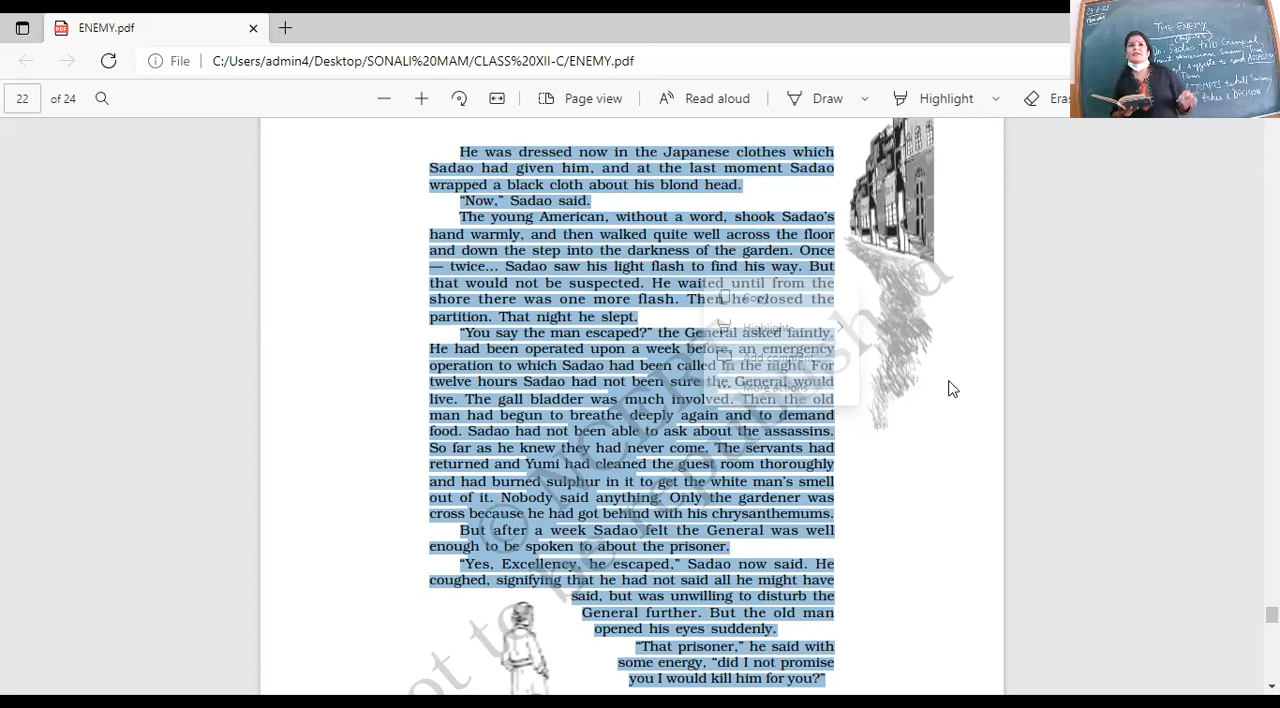 ENEMY.pdf
File C:/Users/admin4/Desktop/SONALI%20MAM/CLASS%20XII-C/ENEMY.pdf
22 of 24 Page view Read aloud Draw Highlight
THE ENEMY
Dr. Sadao tells General
He was dressed now in the Japanese clothes which
Sadao had given him, and at the last moment Sadao
wrapped a black cloth about his blond head.
“Now,” Sadao said.
The young American, without a word, shook Sadao’s
hand warmly, and then walked quite well across the floor
and down the step into the darkness of the garden. Once
— twice... Sadao saw his light flash to find his way. But
that would not be suspected. He waited until from the
shore there was one more flash. Then he closed the
partition. That night he slept.
“You say the man escaped?” the General asked faintly.
He had been operated upon a week before, an emergency
operation to which Sadao had been called in the night. For
twelve hours Sadao had not been sure the General would
live. The gall bladder was much involved. Then the old
man had begun to breathe deeply again and to demand
food. Sadao had not been able to ask about the assassins.
So far as he knew they had never come. The servants had
returned and Yumi had cleaned the guest room thoroughly
and had burned sulphur in it to get the white man’s smell
out of it. Nobody said anything. Only the gardener was
cross because he had got behind with his chrysanthemums.
But after a week Sadao felt the General was well
enough to be spoken to about the prisoner.
“Yes, Excellency, he escaped,” Sadao now said. He
coughed, signifying that he had not said all he might have
said, but was unwilling to disturb the
General further. But the old man
opened his eyes suddenly.
“That prisoner,” he said with
some energy, “did I not promise
you I would kill him for you?”
Copy
Highlight
Add comment
More actions
© NCERT
not to be republished